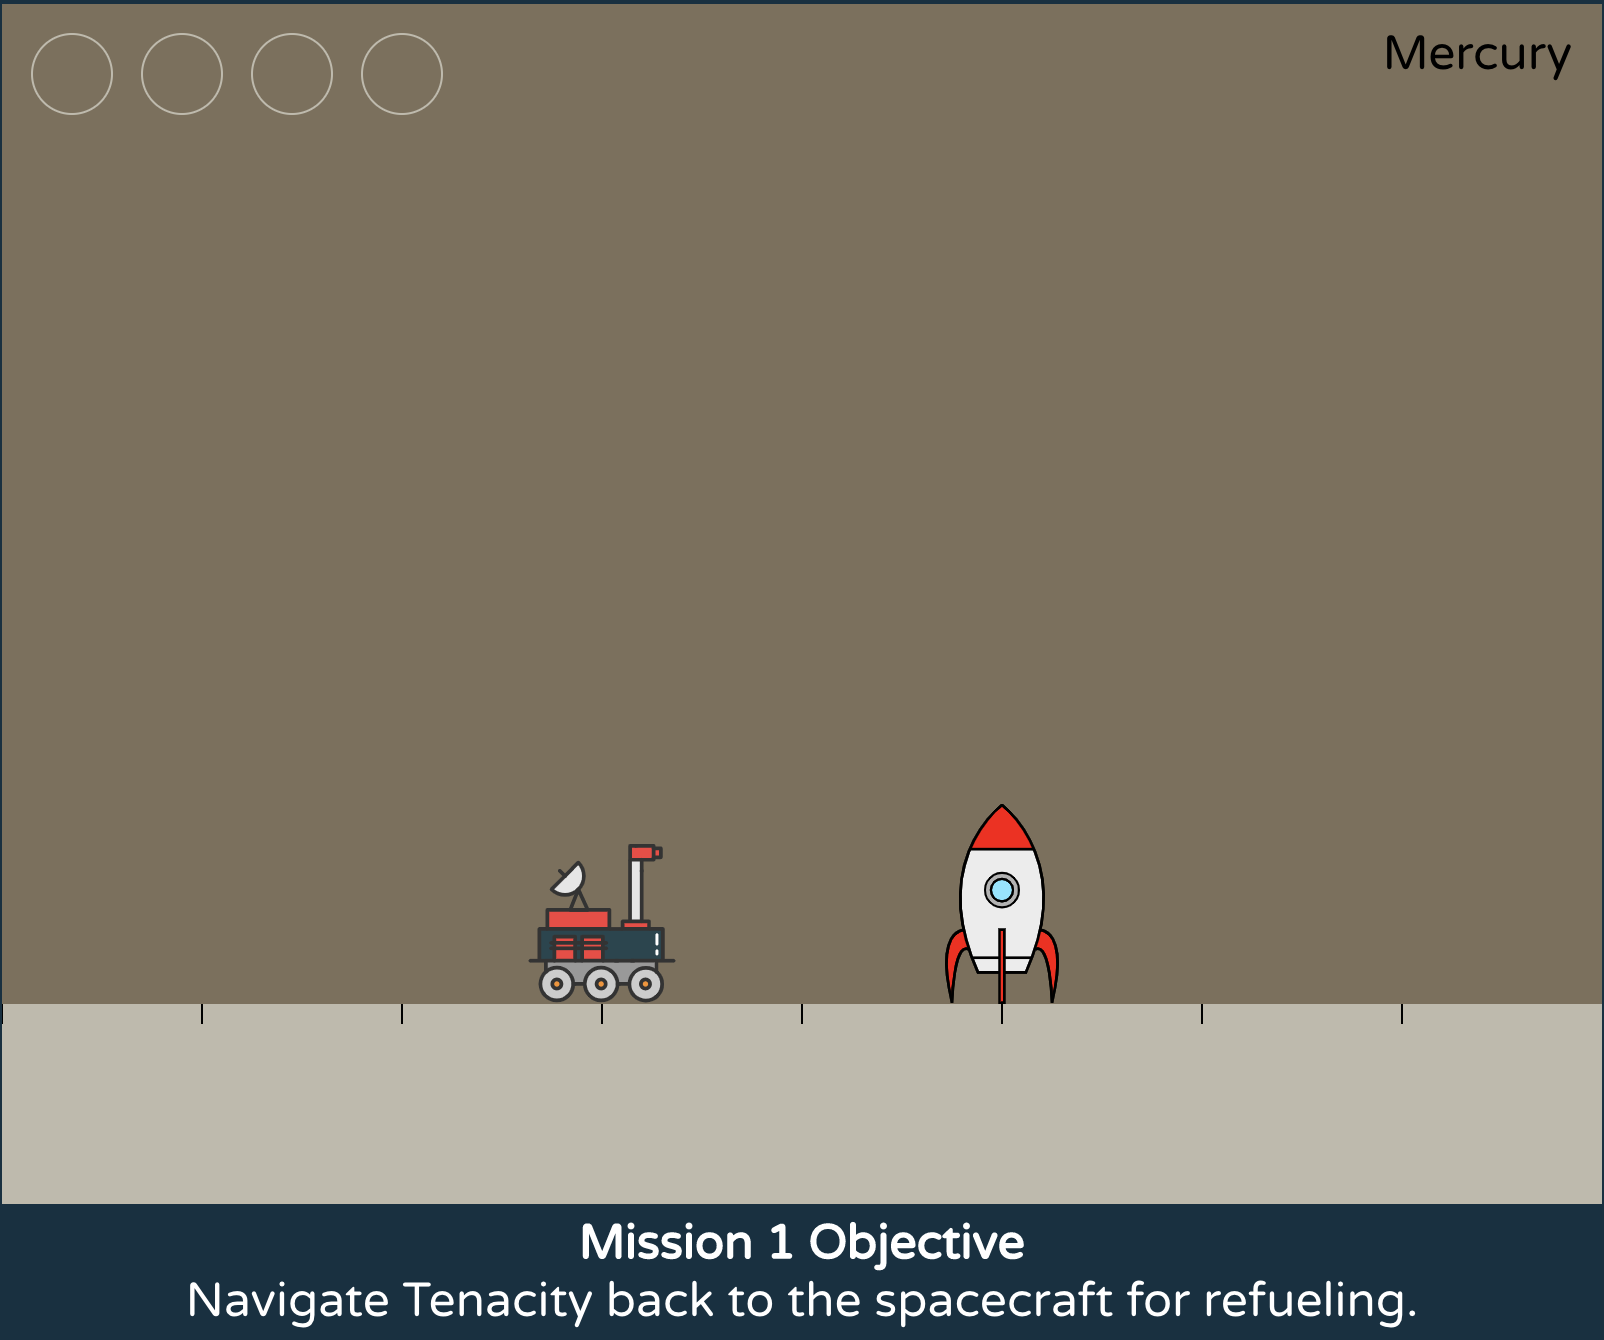 Mercury
Mission 1 Objective
Navigate Tenacity back to the spacecraft for refueling.